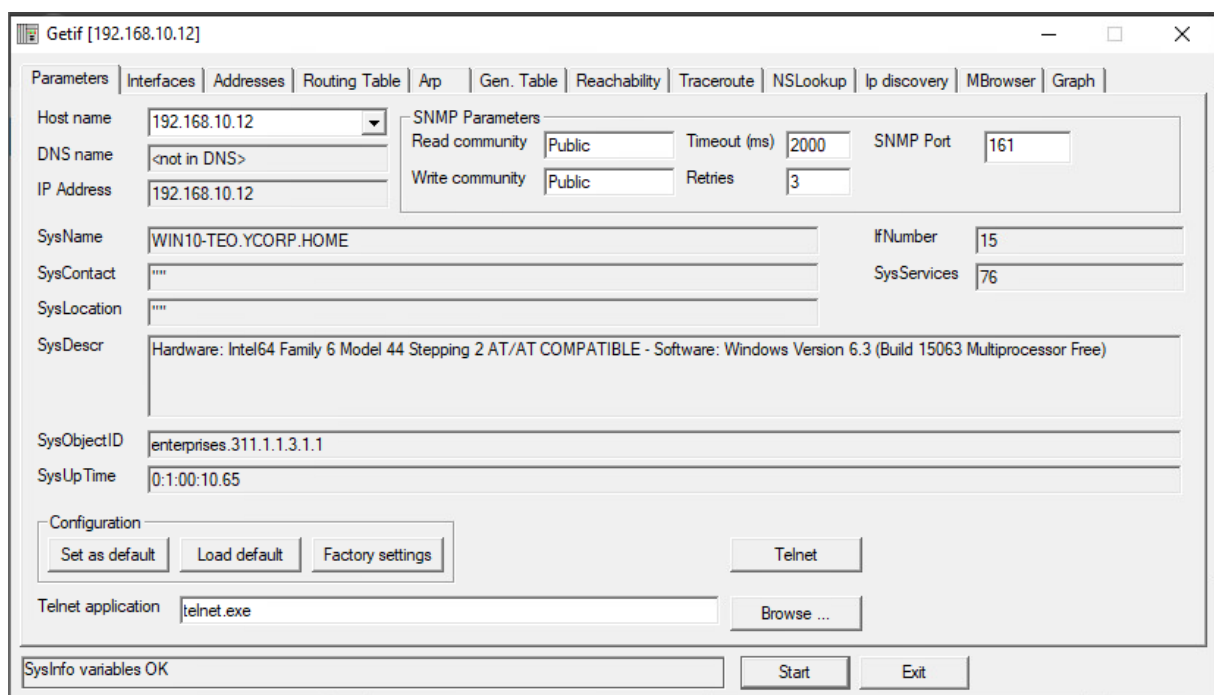 Getif [192.168.10.12]
Parameters Interfaces Addresses Routing Table Arp Gen. Table Reachability Traceroute NSLookup Ip discovery MBrowser Graph
Host name 192.168.10.12
DNS name <not in DNS>
IP Address 192.168.10.12
SNMP Parameters
Read community Public Timeout (ms) 2000 SNMP Port 161
Write community Public Retries 3
SysName WIN10-TEO.YCORP.HOME IfNumber 15
SysContact "" SysServices 76
SysLocation ""
SysDescr Hardware: Intel64 Family 6 Model 44 Stepping 2 AT/AT COMPATIBLE - Software: Windows Version 6.3 (Build 15063 Multiprocessor Free)
SysObjectID enterprises.311.1.1.3.1.1
SysUpTime 0:1:00:10.65
Configuration
Set as default Load default Factory settings Telnet
Telnet application telnet.exe Browse ...
SysInfo variables OK Start Exit